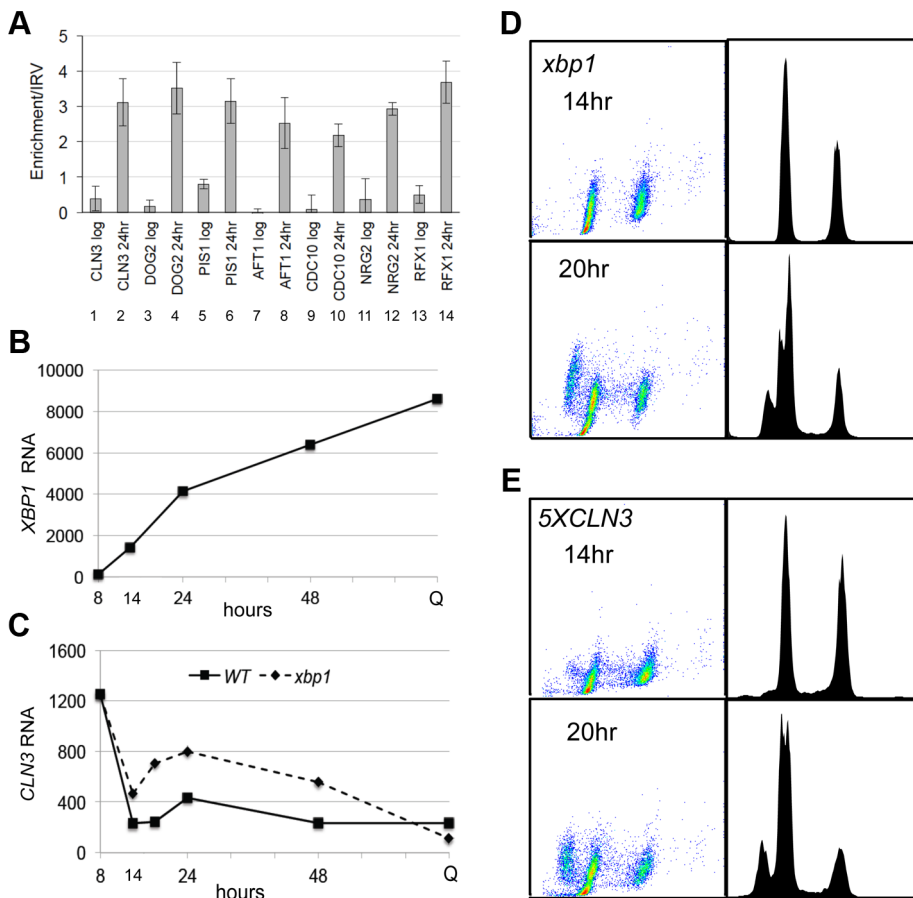 A
5
4
3
2
1
0
Enrichment/IRV
CLN3 log
CLN3 24hr
DOG2 log
DOG2 24hr
PIS1 log
PIS1 24hr
AFT1 log
AFT1 24hr
CDC10 log
CDC10 24hr
NRG2 log
NRG2 24hr
RFX1 log
RFX1 24hr
1 2 3 4 5 6 7 8 9 10 11 12 13 14
B
10000
8000
6000
4000
2000
0
XBP1 RNA
8 14 24 48 Q
hours
C
1600
1200
800
400
0
CLN3 RNA
WT xbp1
8 14 24 48 Q
hours
D
xbp1
14hr
20hr
E
5XCLN3
14hr
20hr